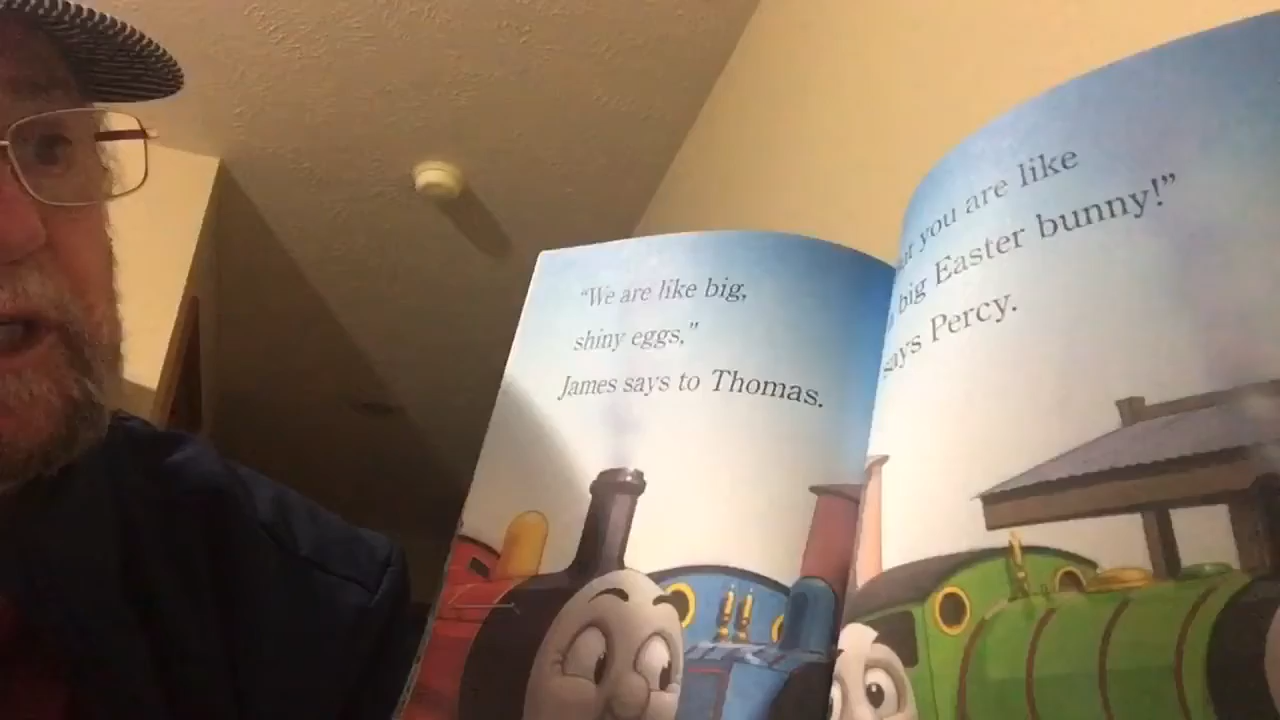 “We are like big,
shiny eggs,”
James says to Thomas.
you are like
big Easter bunny!”
says Percy.